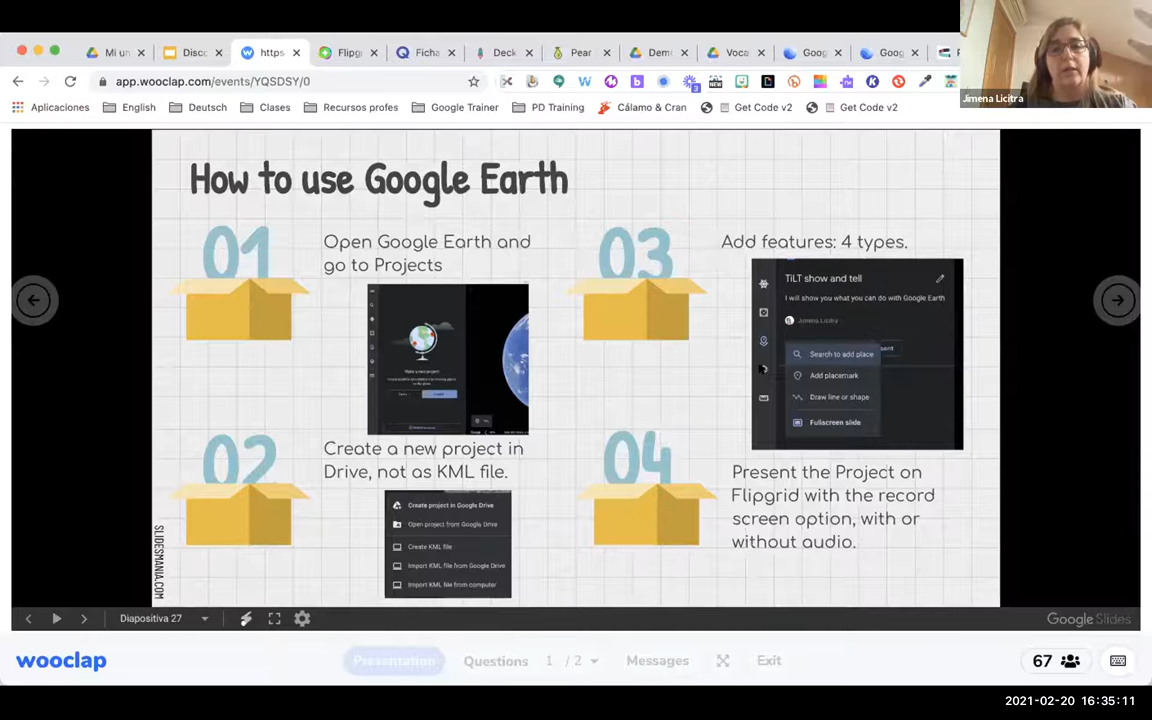 Mi un
Disco
https
Flipgr
Ficha
Deck
Pear
Demo
Voca
Goog
Goog
app.wooclap.com/events/YQSDSY/0
Aplicaciones
English
Deutsch
Clases
Recursos profes
Google Trainer
PD Training
Cálamo & Cran
Get Code v2
Get Code v2
Jimena Licitra
How to use Google Earth
01
Open Google Earth and
go to Projects
02
Create a new project in
Drive, not as KML file.
Create project in Google Drive
Open project from Google Drive
Create KML file
Import KML file from Google Drive
Import KML file from computer
03
Add features: 4 types.
TiLT show and tell
I will show you what you can do with Google Earth
Jimena Licitra
Search to add place
Add placemark
Draw line or shape
Fullscreen slide
04
Present the Project on
Flipgrid with the record
screen option, with or
without audio.
SLIDESMANIA.COM
Diapositiva 27
Google Slides
wooclap
Presentation
Questions
1 / 2
Messages
Exit
67
2021-02-20 16:35:11